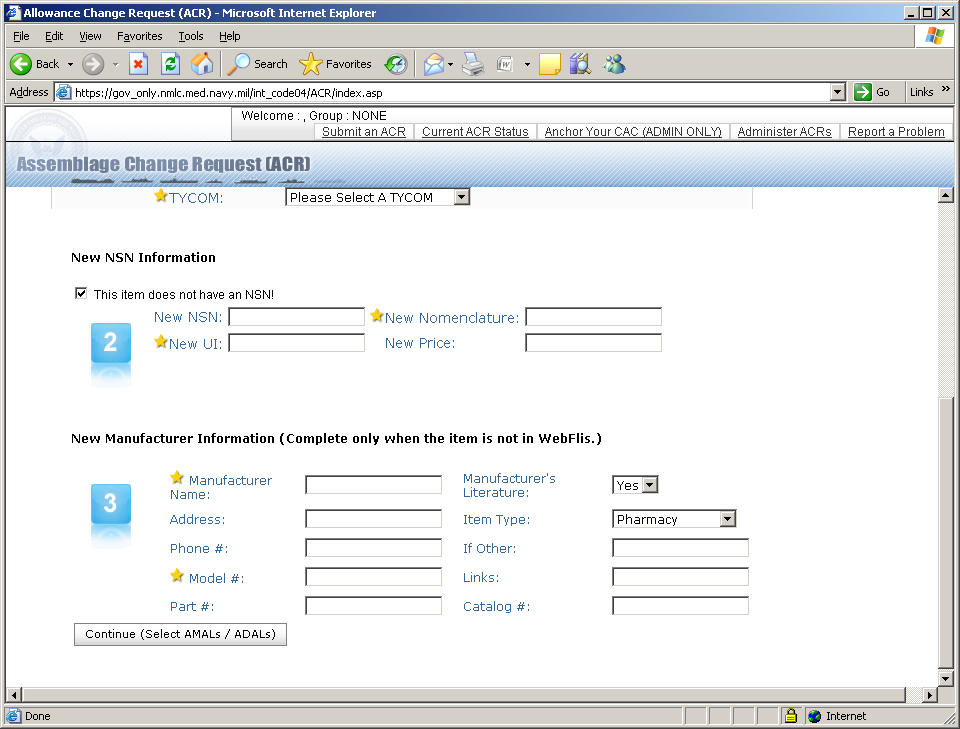 Allowance Change Request (ACR) - Microsoft Internet Explorer
File Edit View Favorites Tools Help
Back Search Favorites
Address https://gov_only.nmlc.med.navy.mil/int_code04/ACR/index.asp Go Links »
Welcome : , Group : NONE
Submit an ACR Current ACR Status Anchor Your CAC (ADMIN ONLY) Administer ACRs Report a Problem
Assemblage Change Request (ACR)
TYCOM: Please Select A TYCOM
New NSN Information
This item does not have an NSN!
New NSN: New Nomenclature:
2
New UI: New Price:
New Manufacturer Information (Complete only when the item is not in WebFlis.)
Manufacturer Name: Manufacturer's Literature: Yes
3
Address: Item Type: Pharmacy
Phone #: If Other:
Model #: Links:
Part #: Catalog #:
Continue (Select AMALs / ADALs)
Done Internet